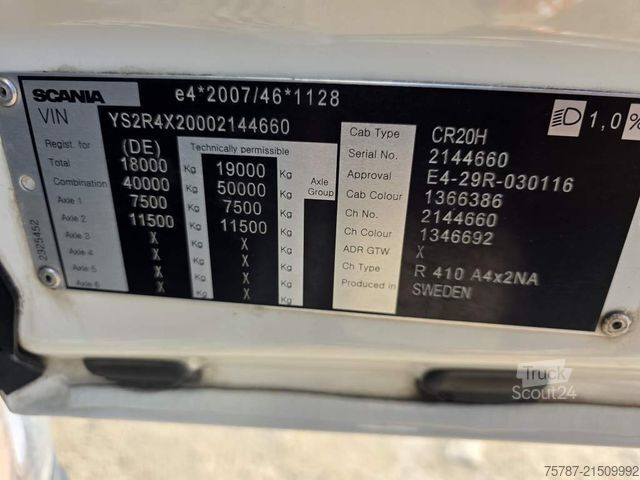 SCANIA e4*2007/46*1128
VIN YS2R4X20002144660
1,0%
Regist. for (DE) Technically permissible
Total 18000 Kg 19000 Kg
Combination 40000 Kg 50000 Kg Axle Group
Axle 1 7500 Kg 7500 Kg
Axle 2 11500 Kg 11500 Kg
Axle 3 X Kg X Kg
Axle 4 X Kg X Kg
Axle 5 X Kg X Kg
Axle 6 X Kg X Kg
2325452
Cab Type CR20H
Serial No. 2144660
Approval E4-29R-030116
Cab Colour 1366386
Ch No. 2144660
Ch Colour 1346692
ADR GTW X
Ch Type R 410 A4x2NA
Produced in SWEDEN
Truck
Scout24
75787-21509992